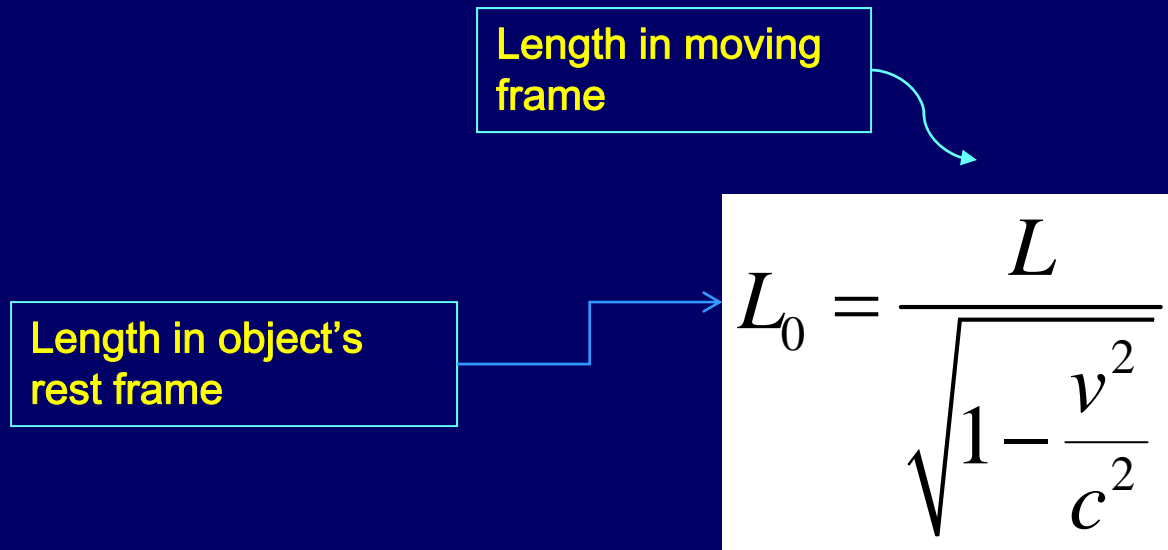 Length in moving
frame
Length in object’s
rest frame
L₀ = L / √(1 − v²/c²)